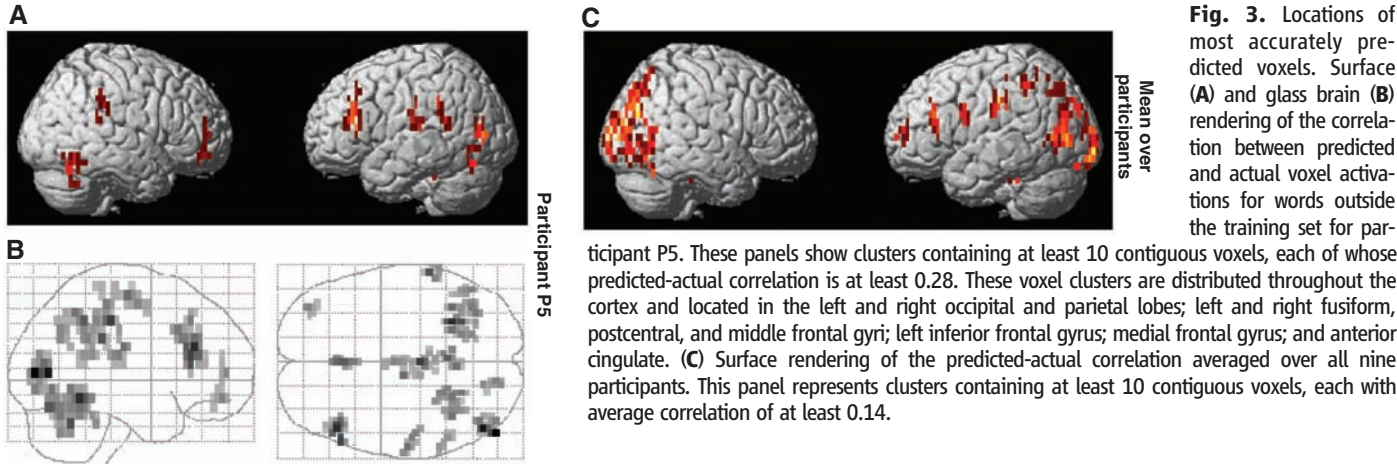 A
B
Participant P5
C
Mean over
participants
Fig. 3. Locations of
most accurately pre-
dicted voxels. Surface
(A) and glass brain (B)
rendering of the correla-
tion between predicted
and actual voxel activa-
tions for words outside
the training set for par-
ticipant P5. These panels show clusters containing at least 10 contiguous voxels, each of whose
predicted-actual correlation is at least 0.28. These voxel clusters are distributed throughout the
cortex and located in the left and right occipital and parietal lobes; left and right fusiform,
postcentral, and middle frontal gyri; left inferior frontal gyrus; medial frontal gyrus; and anterior
cingulate. (C) Surface rendering of the predicted-actual correlation averaged over all nine
participants. This panel represents clusters containing at least 10 contiguous voxels, each with
average correlation of at least 0.14.